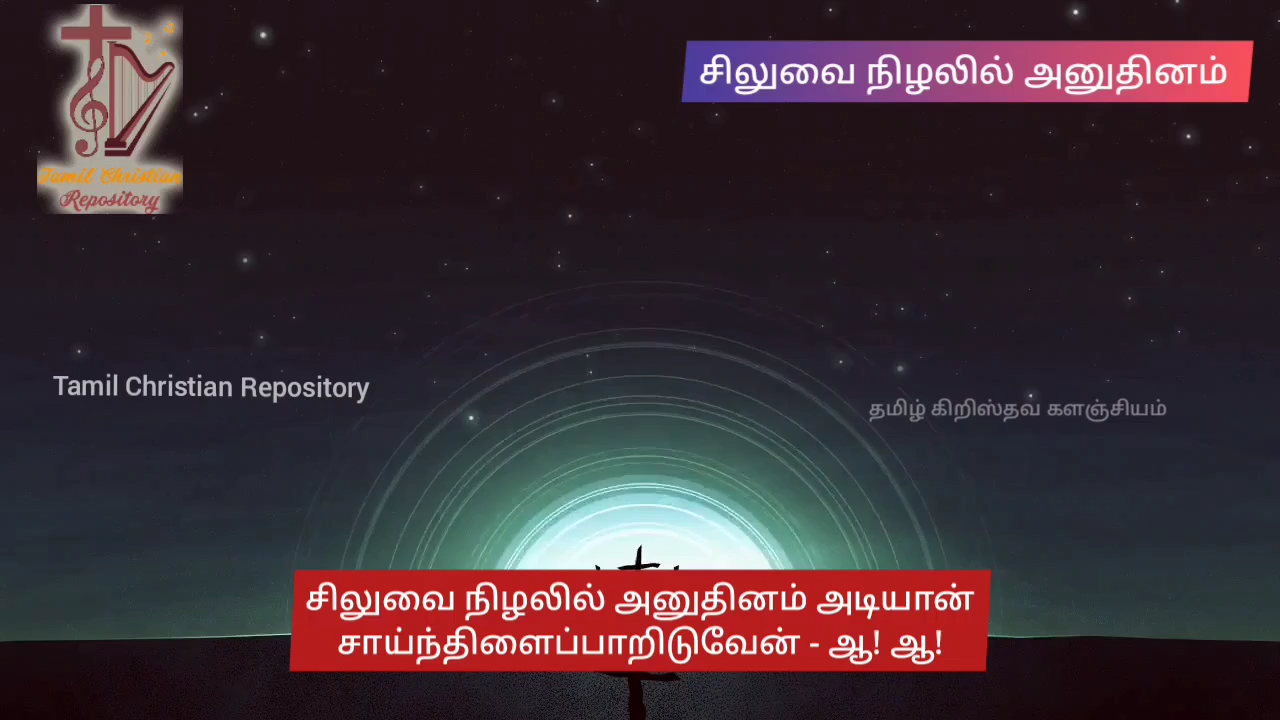 Tamil Christian
Repository
சிலுவை நிழலில் அனுதினம்
Tamil Christian Repository
தமிழ் கிறிஸ்தவ களஞ்சியம்
சிலுவை நிழலில் அனுதினம் அடியான்
சாய்ந்திளைப்பாறிடுவேன் - ஆ! ஆ!